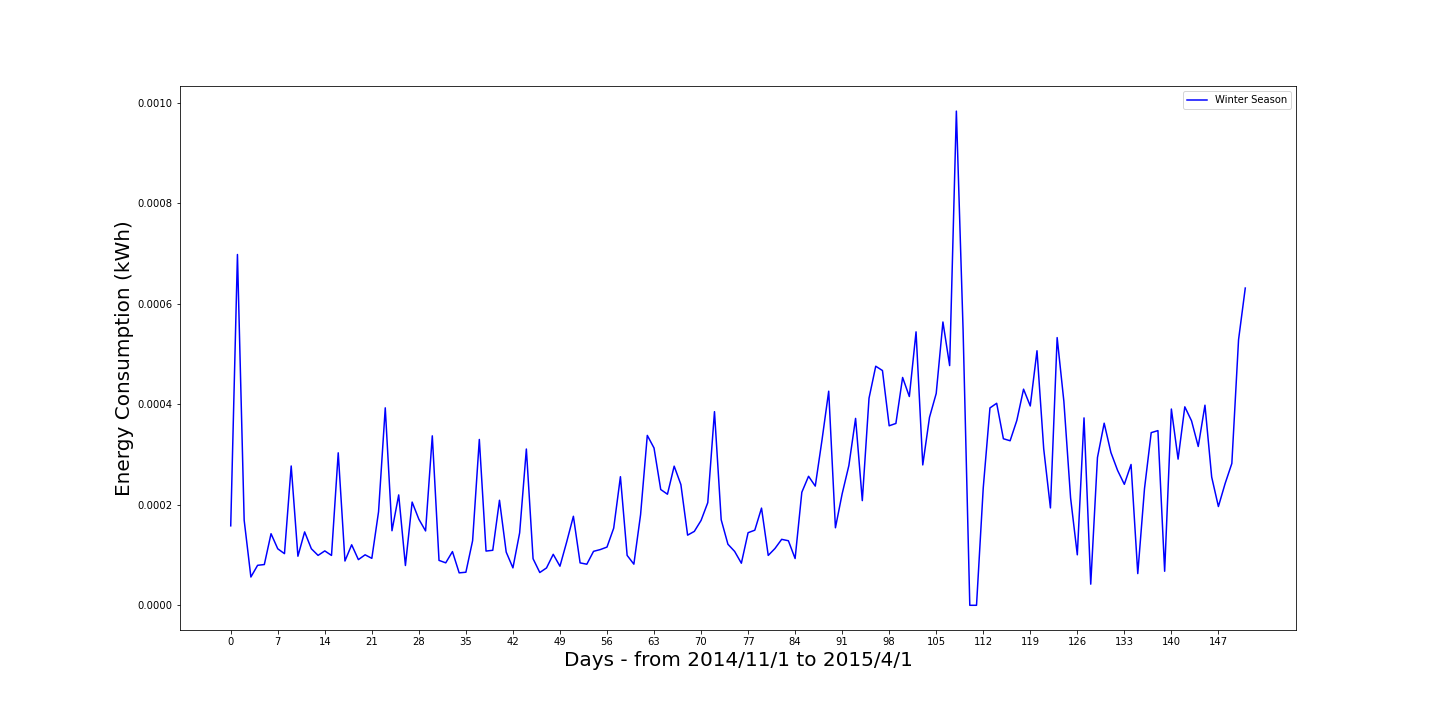 Winter Season
Energy Consumption (kWh)
0.0010
0.0008
0.0006
0.0004
0.0002
0.0000
0 7 14 21 28 35 42 49 56 63 70 77 84 91 98 105 112 119 126 133 140 147
Days - from 2014/11/1 to 2015/4/1